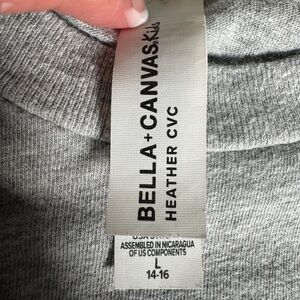 BELLA+CANVAS.Kids
HEATHER CVC
ASSEMBLED IN NICARAGUA
OF US COMPONENTS
L
14-16